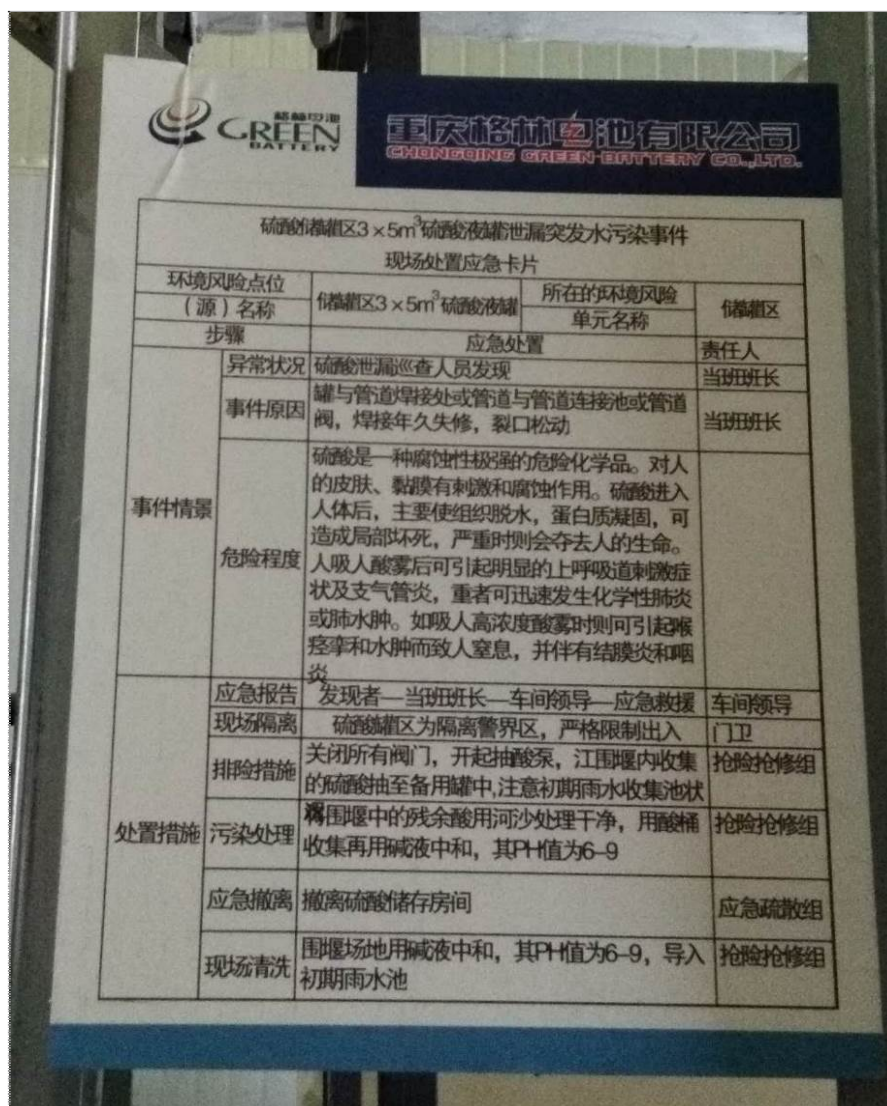 格林电池
GREEN
BATTERY
重庆格林电池有限公司
CHONGQING GREEN-BATTERY CO.,LTD.
硫酸储罐区3×5m³硫酸液罐泄漏突发水污染事件
现场处置应急卡片
环境风险点位
（源）名称
储罐区3×5m³硫酸液罐
所在的环境风险
单元名称
储罐区
步骤
应急处置
责任人
事件情景
异常状况
硫酸泄漏巡查人员发现
当班班长
事件原因
罐与管道焊接处或管道与管道连接池或管道
阀，焊接年久失修，裂口松动
当班班长
危险程度
硫酸是一种腐蚀性极强的危险化学品。对人
的皮肤、黏膜有刺激和腐蚀作用。硫酸进入
人体后，主要使组织脱水，蛋白质凝固，可
造成局部坏死，严重时则会夺去人的生命。
人吸人酸雾后可引起明显的上呼吸道刺激症
状及支气管炎，重者可迅速发生化学性肺炎
或肺水肿。如吸人高浓度酸雾时则可引起喉
痉挛和水肿而致人窒息，并伴有结膜炎和咽
炎
处置措施
应急报告
发现者—当班班长—车间领导—应急救援
车间领导
现场隔离
硫酸储罐区为隔离警界区，严格限制出入
门卫
排险措施
关闭所有阀门，开起抽酸泵，江围堰内收集
的硫酸抽至备用罐中,注意初期雨水收集池状
抢险抢修组
污染处理
将围堰中的残余酸用河沙处理干净，用酸桶
收集再用碱液中和，其PH值为6-9
抢险抢修组
应急撤离
撤离硫酸储存房间
应急疏散组
现场清洗
围堰场地用碱液中和，其PH值为6-9，导入
初期雨水池
抢险抢修组